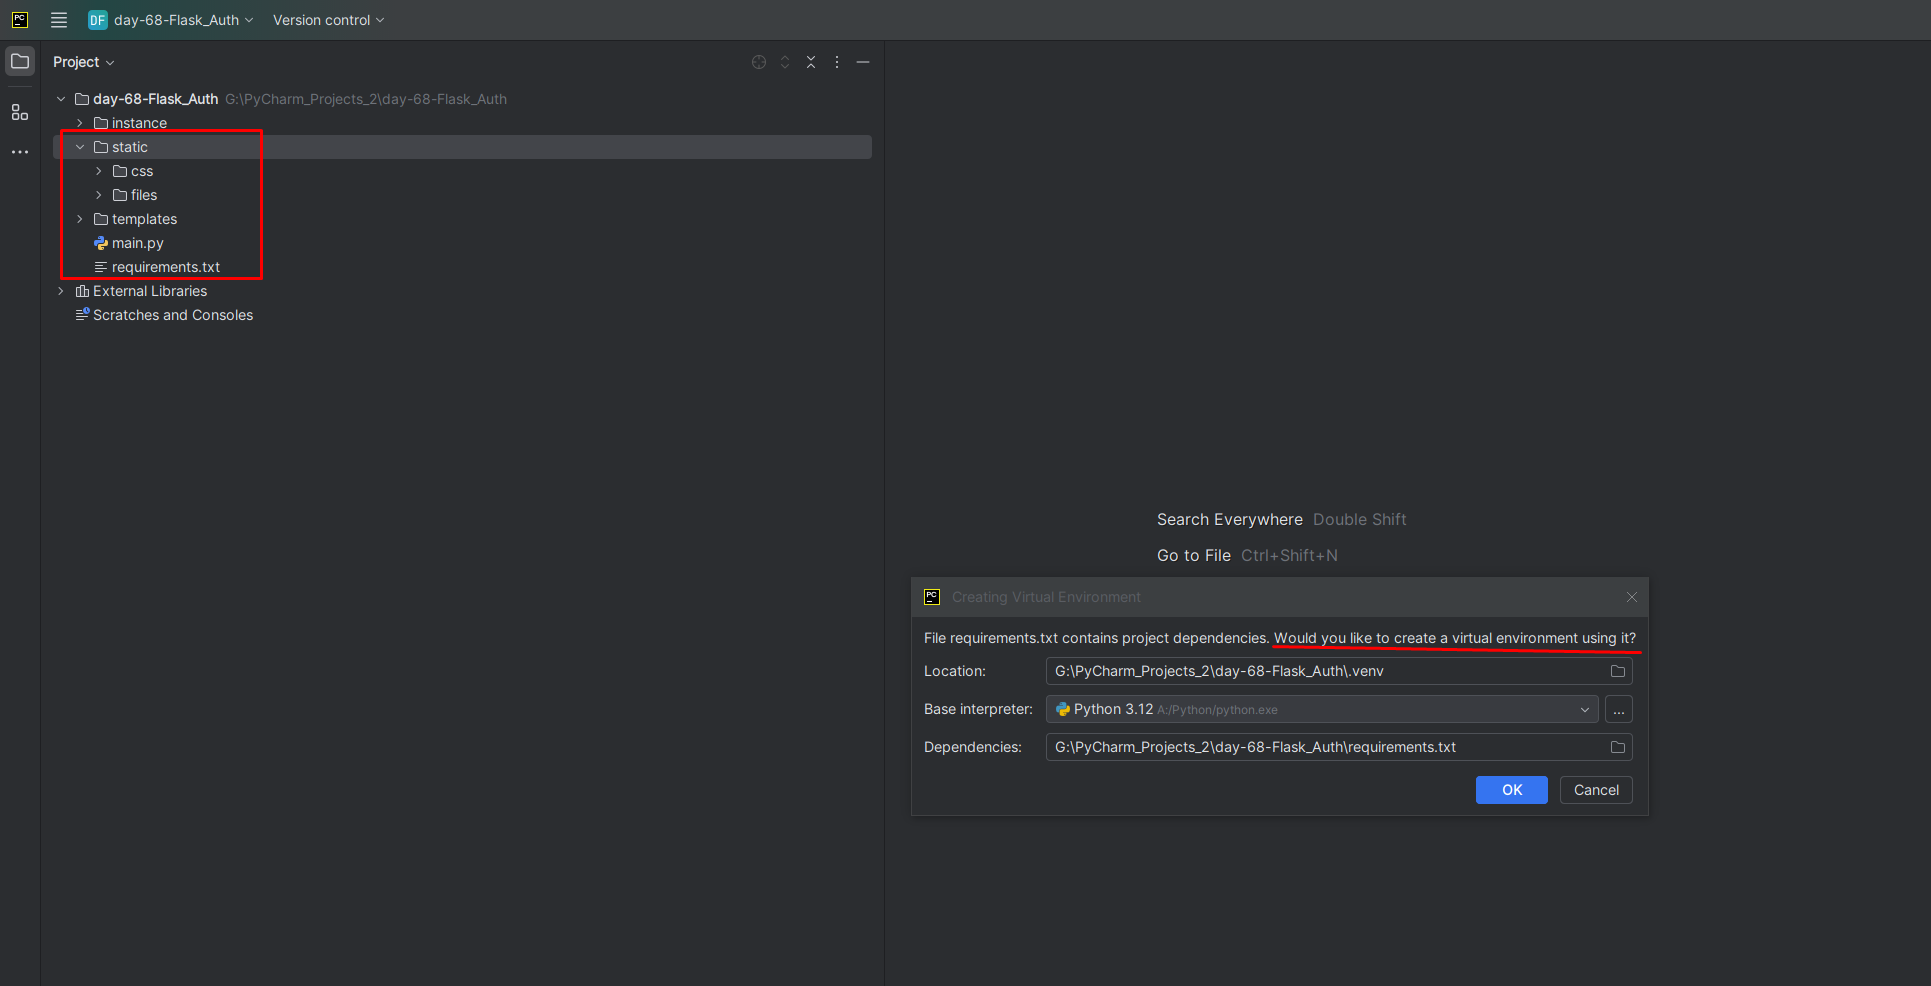 PC
DF day-68-Flask_Auth Version control
Project
day-68-Flask_Auth G:\PyCharm_Projects_2\day-68-Flask_Auth
instance
static
css
files
templates
main.py
requirements.txt
External Libraries
Scratches and Consoles
Search Everywhere Double Shift
Go to File Ctrl+Shift+N
PC Creating Virtual Environment
File requirements.txt contains project dependencies. Would you like to create a virtual environment using it?
Location: G:\PyCharm_Projects_2\day-68-Flask_Auth\.venv
Base interpreter: Python 3.12 A:/Python/python.exe ...
Dependencies: G:\PyCharm_Projects_2\day-68-Flask_Auth\requirements.txt
OK Cancel